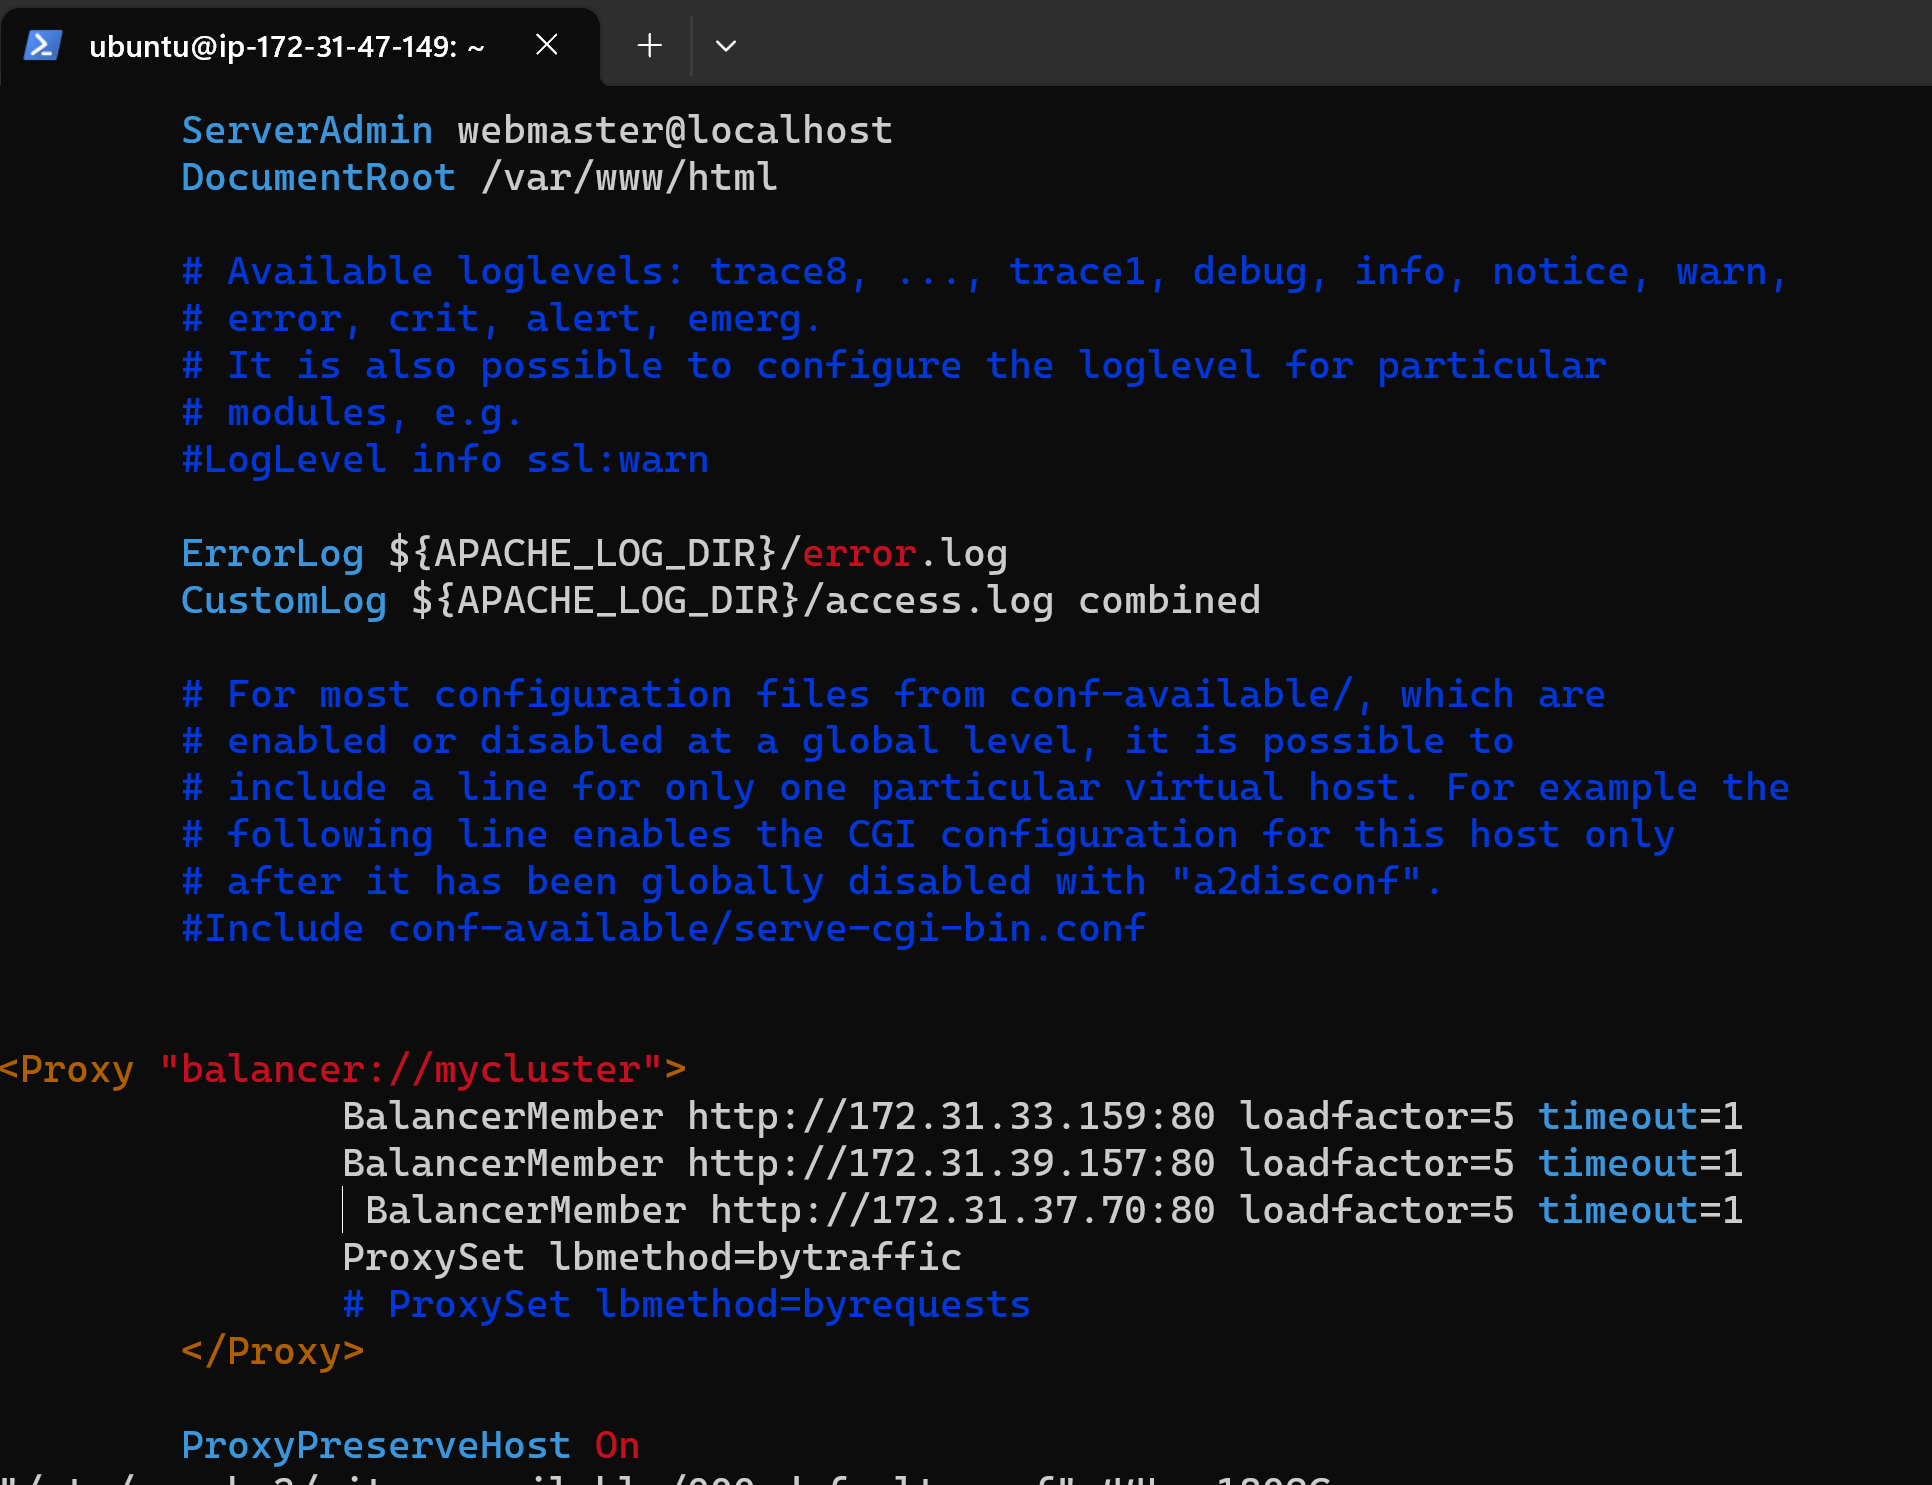 ubuntu@ip-172-31-47-149: ~
ServerAdmin webmaster@localhost
DocumentRoot /var/www/html
# Available loglevels: trace8, ..., trace1, debug, info, notice, warn,
# error, crit, alert, emerg.
# It is also possible to configure the loglevel for particular
# modules, e.g.
#LogLevel info ssl:warn
ErrorLog ${APACHE_LOG_DIR}/error.log
CustomLog ${APACHE_LOG_DIR}/access.log combined
# For most configuration files from conf-available/, which are
# enabled or disabled at a global level, it is possible to
# include a line for only one particular virtual host. For example the
# following line enables the CGI configuration for this host only
# after it has been globally disabled with "a2disconf".
#Include conf-available/serve-cgi-bin.conf
<Proxy "balancer://mycluster">
BalancerMember http://172.31.33.159:80 loadfactor=5 timeout=1
BalancerMember http://172.31.39.157:80 loadfactor=5 timeout=1
BalancerMember http://172.31.37.70:80 loadfactor=5 timeout=1
ProxySet lbmethod=bytraffic
# ProxySet lbmethod=byrequests
</Proxy>
ProxyPreserveHost On